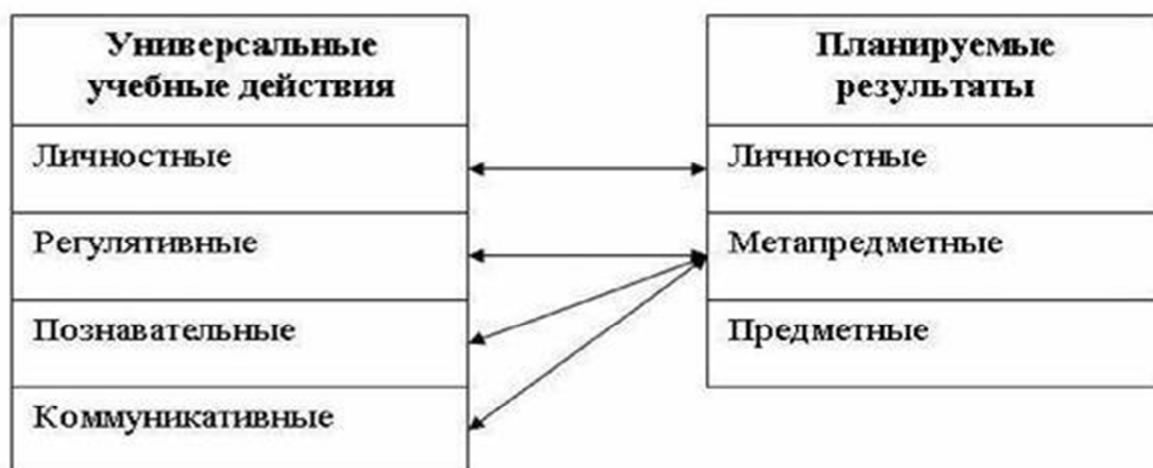 Универсальные
учебные действия
Личностные
Регулятивные
Познавательные
Коммуникативные
Планируемые
результаты
Личностные
Метапредметные
Предметные